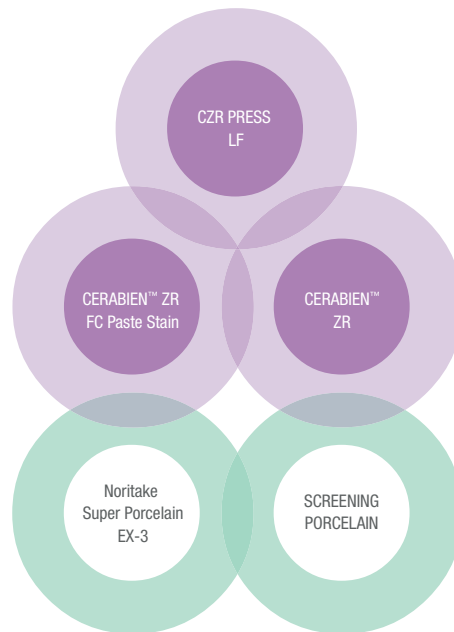 CZR PRESS
LF
CERABIEN™ ZR
FC Paste Stain
CERABIEN™
ZR
Noritake
Super Porcelain
EX-3
SCREENING
PORCELAIN